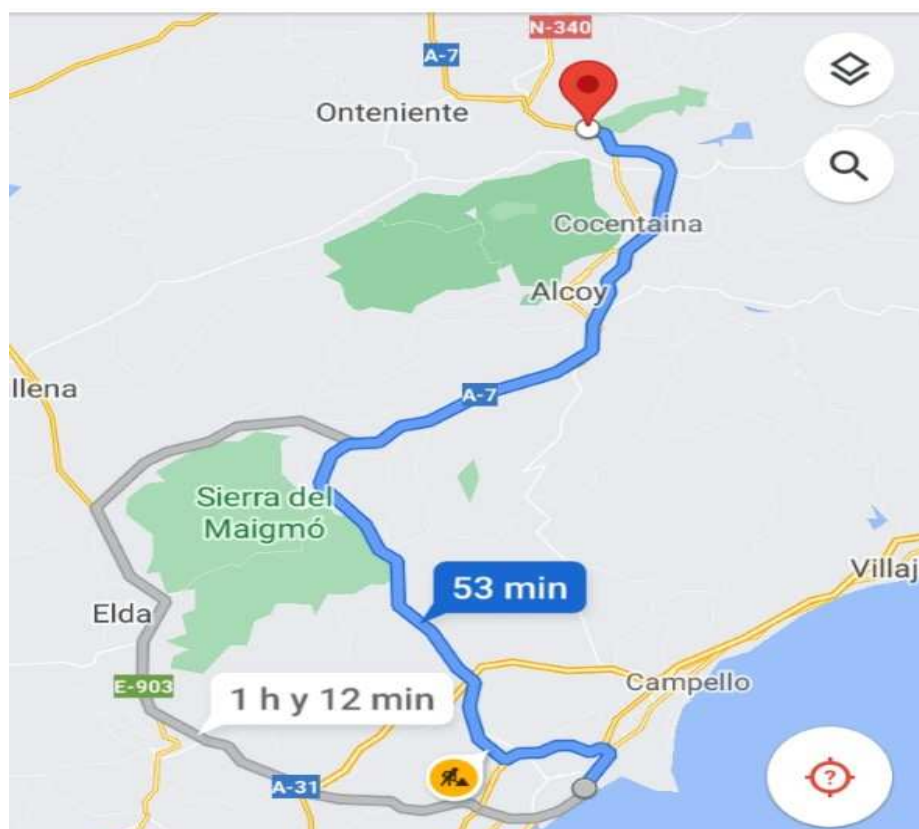 N-340
A-7
Onteniente
Cocentaina
Alcoy
A-7
llena
Sierra del
Maigmó
53 min
Villaj
Elda
E-903
1 h y 12 min
Campello
A-31
?